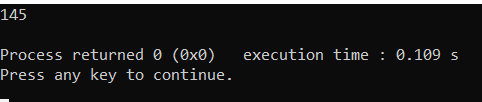 145
Process returned 0 (0x0)   execution time : 0.109 s
Press any key to continue.